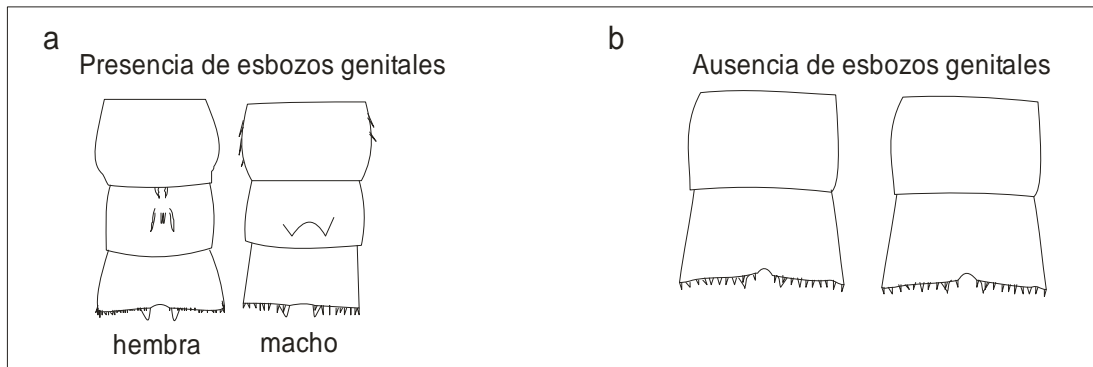 a
Presencia de esbozos genitales
hembra
macho
b
Ausencia de esbozos genitales